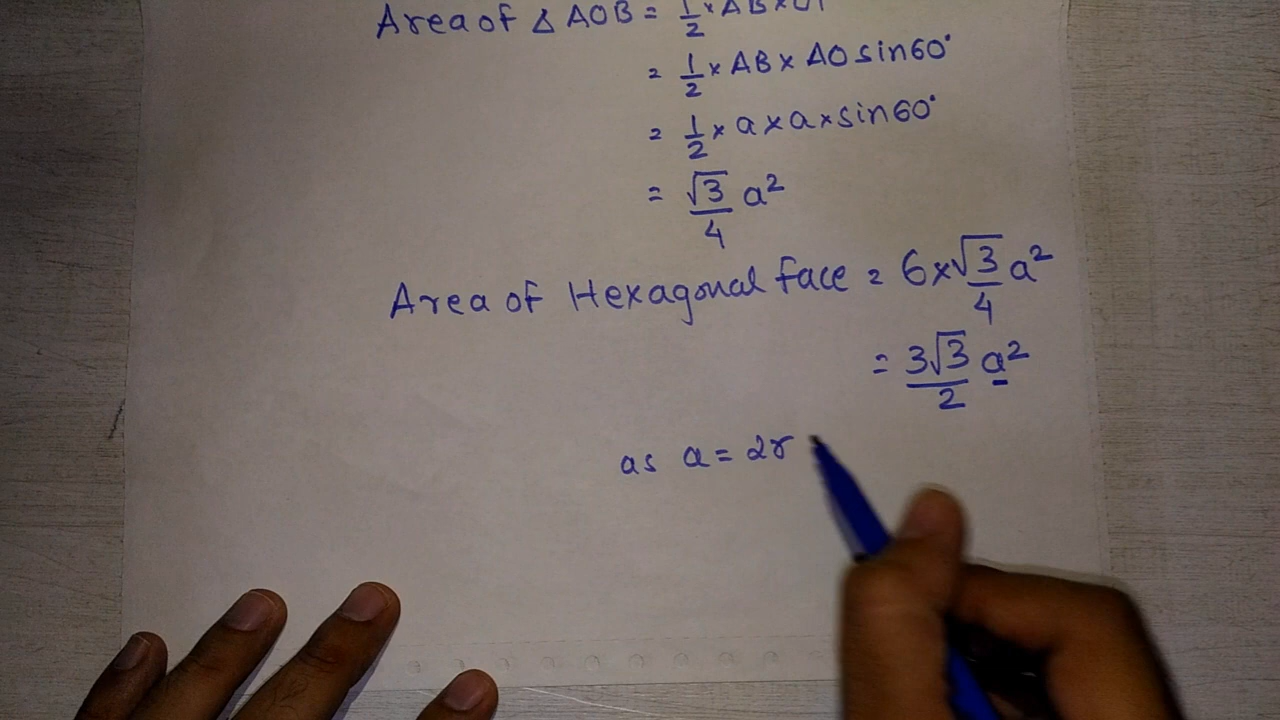 Area of △ AOB = 1/2 × AB ×
= 1/2 × AB × AO sin60°
= 1/2 × a × a × sin60°
= √3/4 a²
Area of Hexagonal face = 6 × √3/4 a²
= 3√3/2 a²
as a = 2r